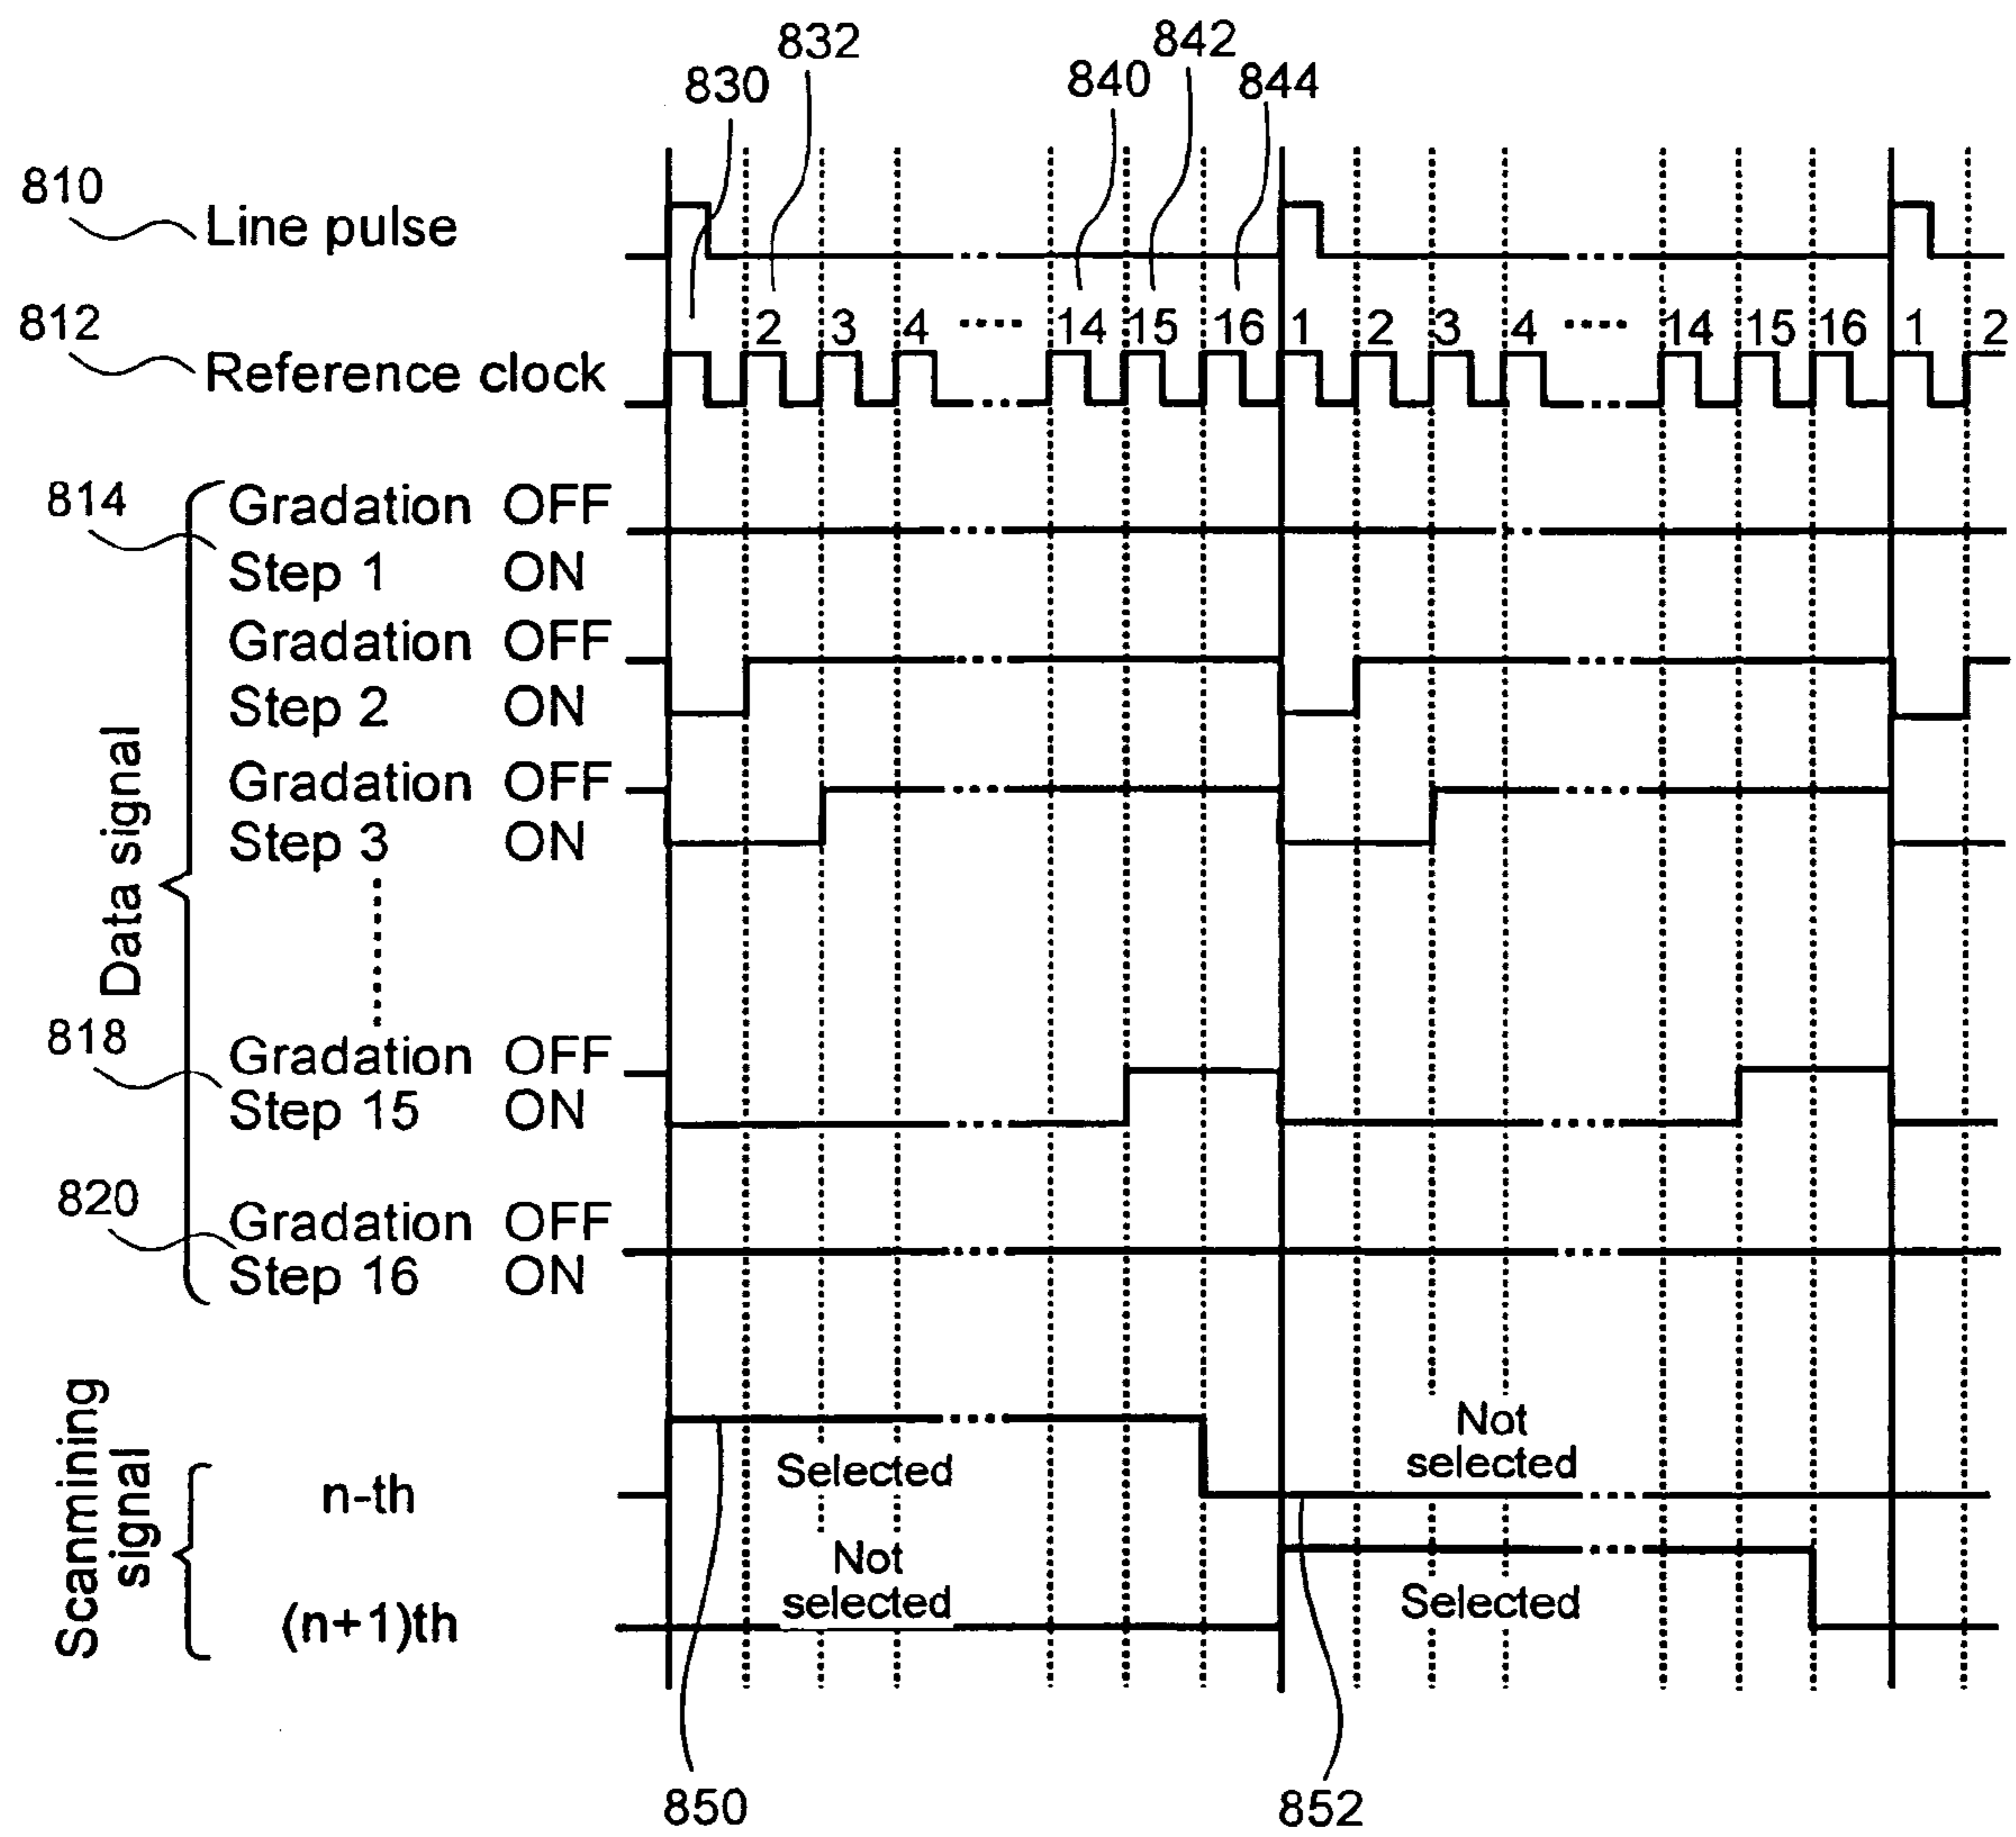 832
842
830
840
844
810
Line pulse
2 3 4 ···· 14 15 16 1 2 3 4 ···· 14 15 16 1 2
812
Reference clock
814
Gradation OFF
Step 1 ON
Gradation OFF
Step 2 ON
Gradation OFF
Step 3 ON
Data signal
818
Gradation OFF
Step 15 ON
820
Gradation OFF
Step 16 ON
Scanmining
signal
n-th
Selected
Not
selected
(n+1)th
Not
selected
Selected
850
852